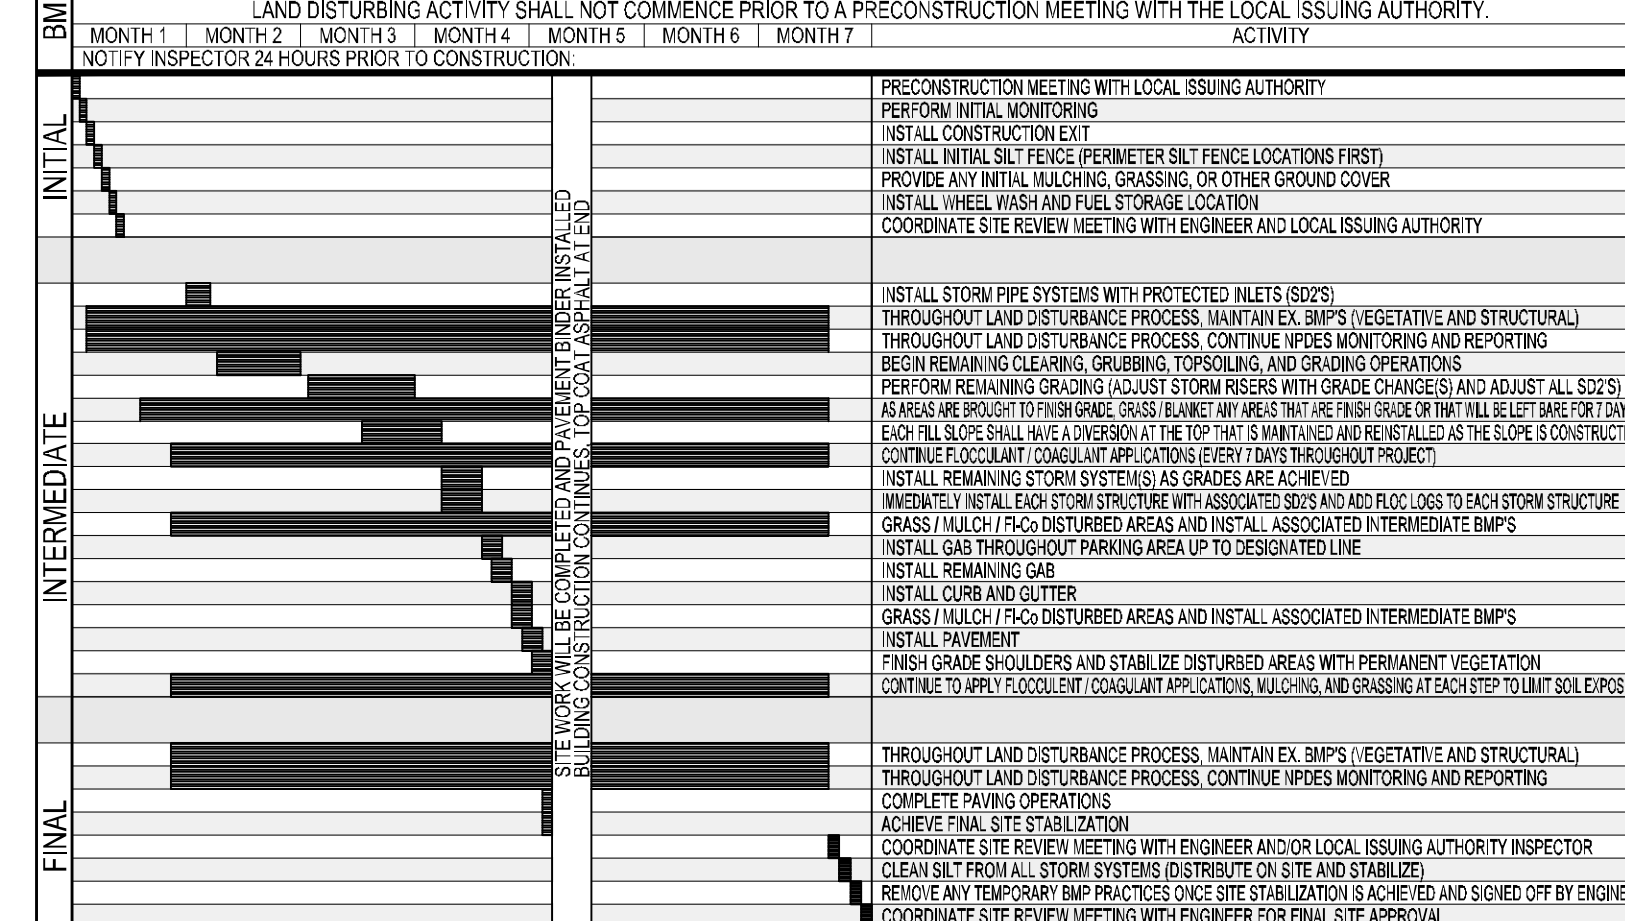 LAND DISTURBING ACTIVITY SHALL NOT COMMENCE PRIOR TO A PRECONSTRUCTION MEETING WITH THE LOCAL ISSUING AUTHORITY.
BM
MONTH 1 MONTH 2 MONTH 3 MONTH 4 MONTH 5 MONTH 6 MONTH 7 ACTIVITY
NOTIFY INSPECTOR 24 HOURS PRIOR TO CONSTRUCTION:
INITIAL
PRECONSTRUCTION MEETING WITH LOCAL ISSUING AUTHORITY
PERFORM INITIAL MONITORING
INSTALL CONSTRUCTION EXIT
INSTALL INITIAL SILT FENCE (PERIMETER SILT FENCE LOCATIONS FIRST)
PROVIDE ANY INITIAL MULCHING, GRASSING, OR OTHER GROUND COVER
INSTALL WHEEL WASH AND FUEL STORAGE LOCATION
COORDINATE SITE REVIEW MEETING WITH ENGINEER AND LOCAL ISSUING AUTHORITY
SITE WORK WILL BE COMPLETED AND PAVEMENT BINDER INSTALLED
BUILDING CONSTRUCTION CONTINUES, TOP COAT ASPHALT AT END
INTERMEDIATE
INSTALL STORM PIPE SYSTEMS WITH PROTECTED INLETS (SD2'S)
THROUGHOUT LAND DISTURBANCE PROCESS, MAINTAIN EX. BMP'S (VEGETATIVE AND STRUCTURAL)
THROUGHOUT LAND DISTURBANCE PROCESS, CONTINUE NPDES MONITORING AND REPORTING
BEGIN REMAINING CLEARING, GRUBBING, TOPSOILING, AND GRADING OPERATIONS
PERFORM REMAINING GRADING (ADJUST STORM RISERS WITH GRADE CHANGE(S) AND ADJUST ALL SD2'S)
AS AREAS ARE BROUGHT TO FINISH GRADE, GRASS / BLANKET ANY AREAS THAT ARE FINISH GRADE OR THAT WILL BE LEFT BARE FOR 7 DAY
EACH FILL SLOPE SHALL HAVE A DIVERSION AT THE TOP THAT IS MAINTAINED AND REINSTALLED AS THE SLOPE IS CONSTRUCT
CONTINUE FLOCCULANT / COAGULANT APPLICATIONS (EVERY 7 DAYS THROUGHOUT PROJECT)
INSTALL REMAINING STORM SYSTEM(S) AS GRADES ARE ACHIEVED
IMMEDIATELY INSTALL EACH STORM STRUCTURE WITH ASSOCIATED SD2'S AND ADD FLOC LOGS TO EACH STORM STRUCTURE
GRASS / MULCH / Fl-Co DISTURBED AREAS AND INSTALL ASSOCIATED INTERMEDIATE BMP'S
INSTALL GAB THROUGHOUT PARKING AREA UP TO DESIGNATED LINE
INSTALL REMAINING GAB
INSTALL CURB AND GUTTER
GRASS / MULCH / Fl-Co DISTURBED AREAS AND INSTALL ASSOCIATED INTERMEDIATE BMP'S
INSTALL PAVEMENT
FINISH GRADE SHOULDERS AND STABILIZE DISTURBED AREAS WITH PERMANENT VEGETATION
CONTINUE TO APPLY FLOCCULENT / COAGULANT APPLICATIONS, MULCHING, AND GRASSING AT EACH STEP TO LIMIT SOIL EXPOS
FINAL
THROUGHOUT LAND DISTURBANCE PROCESS, MAINTAIN EX. BMP'S (VEGETATIVE AND STRUCTURAL)
THROUGHOUT LAND DISTURBANCE PROCESS, CONTINUE NPDES MONITORING AND REPORTING
COMPLETE PAVING OPERATIONS
ACHIEVE FINAL SITE STABILIZATION
COORDINATE SITE REVIEW MEETING WITH ENGINEER AND/OR LOCAL ISSUING AUTHORITY INSPECTOR
CLEAN SILT FROM ALL STORM SYSTEMS (DISTRIBUTE ON SITE AND STABILIZE)
REMOVE ANY TEMPORARY BMP PRACTICES ONCE SITE STABILIZATION IS ACHIEVED AND SIGNED OFF BY ENGINE
COORDINATE SITE REVIEW MEETING WITH ENGINEER FOR FINAL SITE APPROVAL